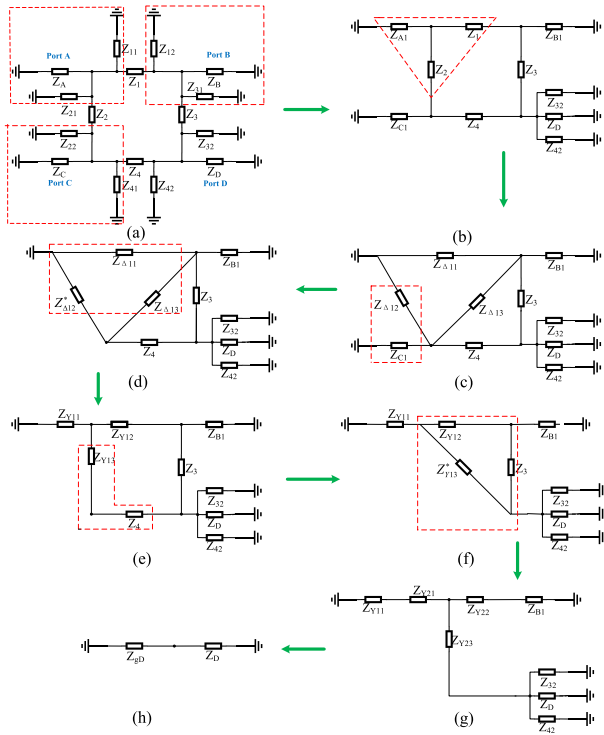 Port A Z11 Z12 Port B
ZA Z1 ZB
Z21 Z31
Z2 Z3
Z22 Z32
ZC Z4 ZD
Port C Z41 Z42 Port D
(a)
ZA1 Z1 ZB1
Z2 Z3
Z32
ZC1 Z4 ZD
Z42
(b)
ZΔ11 ZB1
Z*Δ12 ZΔ13 Z3
Z32
Z4 ZD
Z42
(d)
ZΔ11 ZB1
ZΔ12 ZΔ13 Z3
Z32
ZC1 Z4 ZD
Z42
(c)
ZY11 ZY12 ZB1
ZY13 Z3
Z32
Z4 ZD
Z42
(e)
ZY11 ZY12 ZB1
Z*Y13 Z3
Z32
ZD
Z42
(f)
ZgD ZD
(h)
ZY11 ZY21 ZY22 ZB1
ZY23
Z32
ZD
Z42
(g)